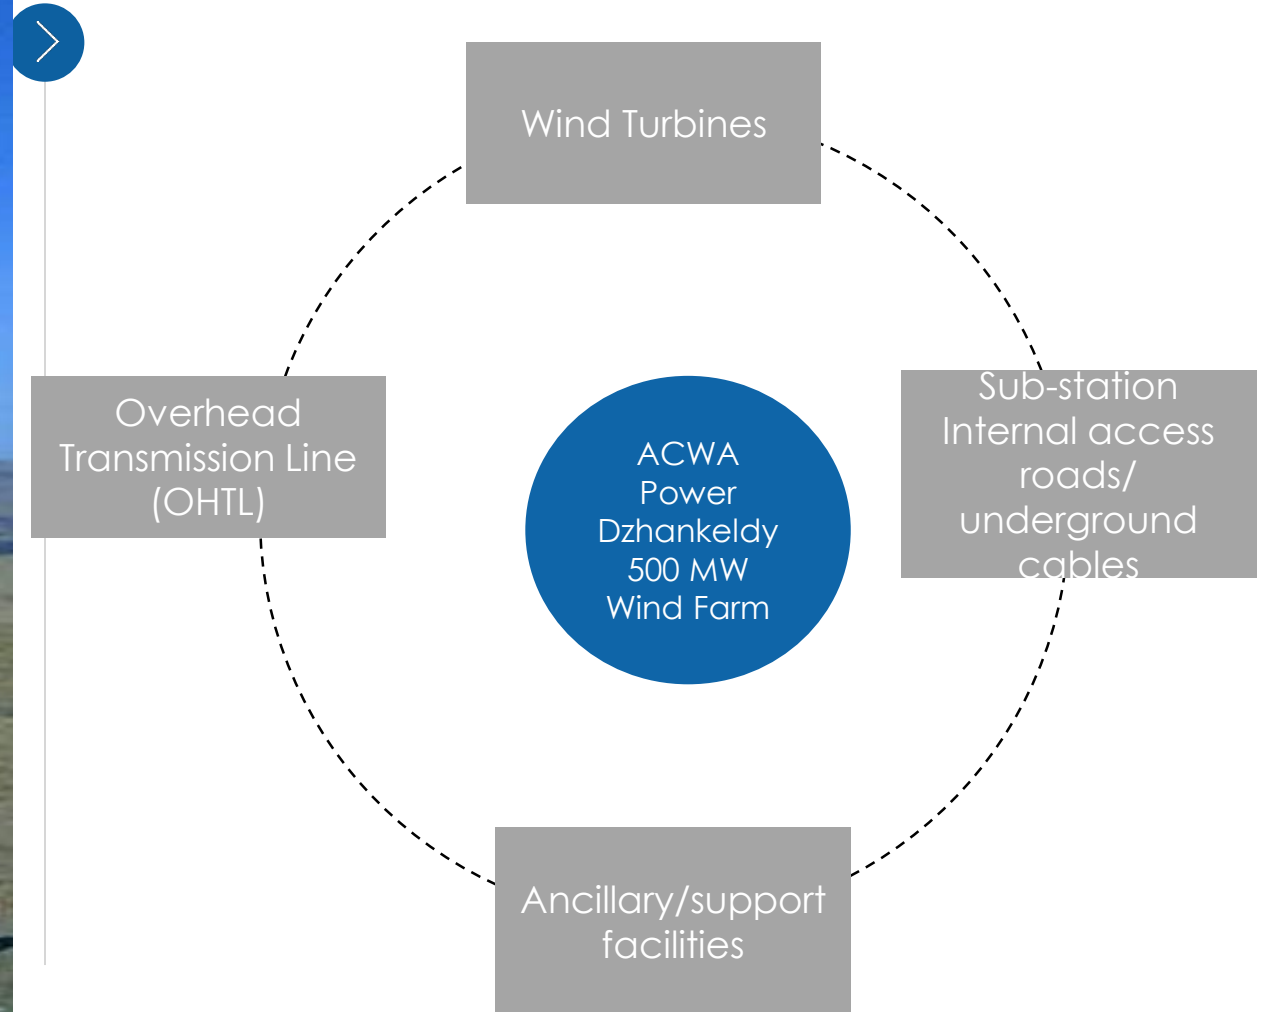 Wind Turbines
Overhead
Transmission Line
(OHTL)
ACWA
Power
Dzhankeldy
500 MW
Wind Farm
Sub-station
Internal access
roads/
underground
cables
Ancillary/support
facilities